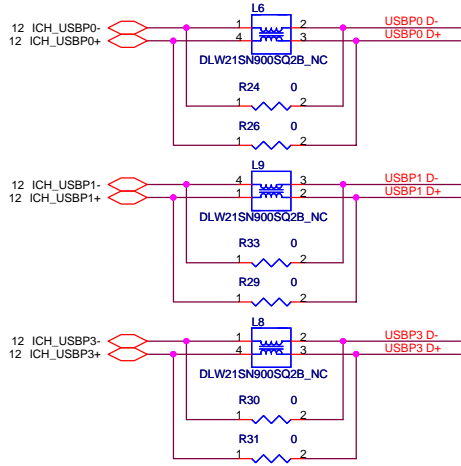 L6
12 ICH_USBP0- 1 2 USBP0 D-
12 ICH_USBP0+ 4 3 USBP0 D+
DLW21SN900SQ2B_NC
R24 0
1 2
R26 0
1 2
L9
12 ICH_USBP1- 4 3 USBP1 D-
12 ICH_USBP1+ 1 2 USBP1 D+
DLW21SN900SQ2B_NC
R33 0
1 2
R29 0
1 2
L8
12 ICH_USBP3- 1 2 USBP3 D-
12 ICH_USBP3+ 4 3 USBP3 D+
DLW21SN900SQ2B_NC
R30 0
1 2
R31 0
1 2